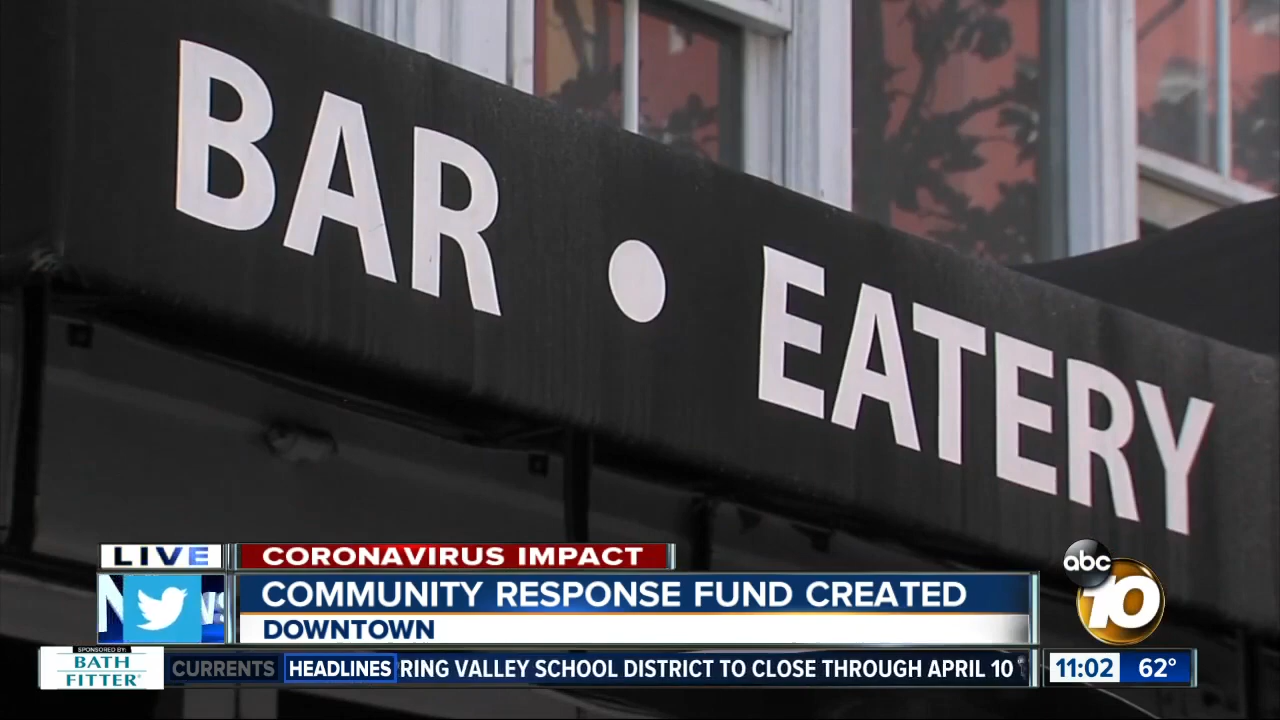 BAR • EATERY
LIVE
CORONAVIRUS IMPACT
COMMUNITY RESPONSE FUND CREATED
DOWNTOWN
abc
10
SPONSORED BY:
BATH
FITTER
CURRENTS
HEADLINES
RING VALLEY SCHOOL DISTRICT TO CLOSE THROUGH APRIL 10
11:02
62°